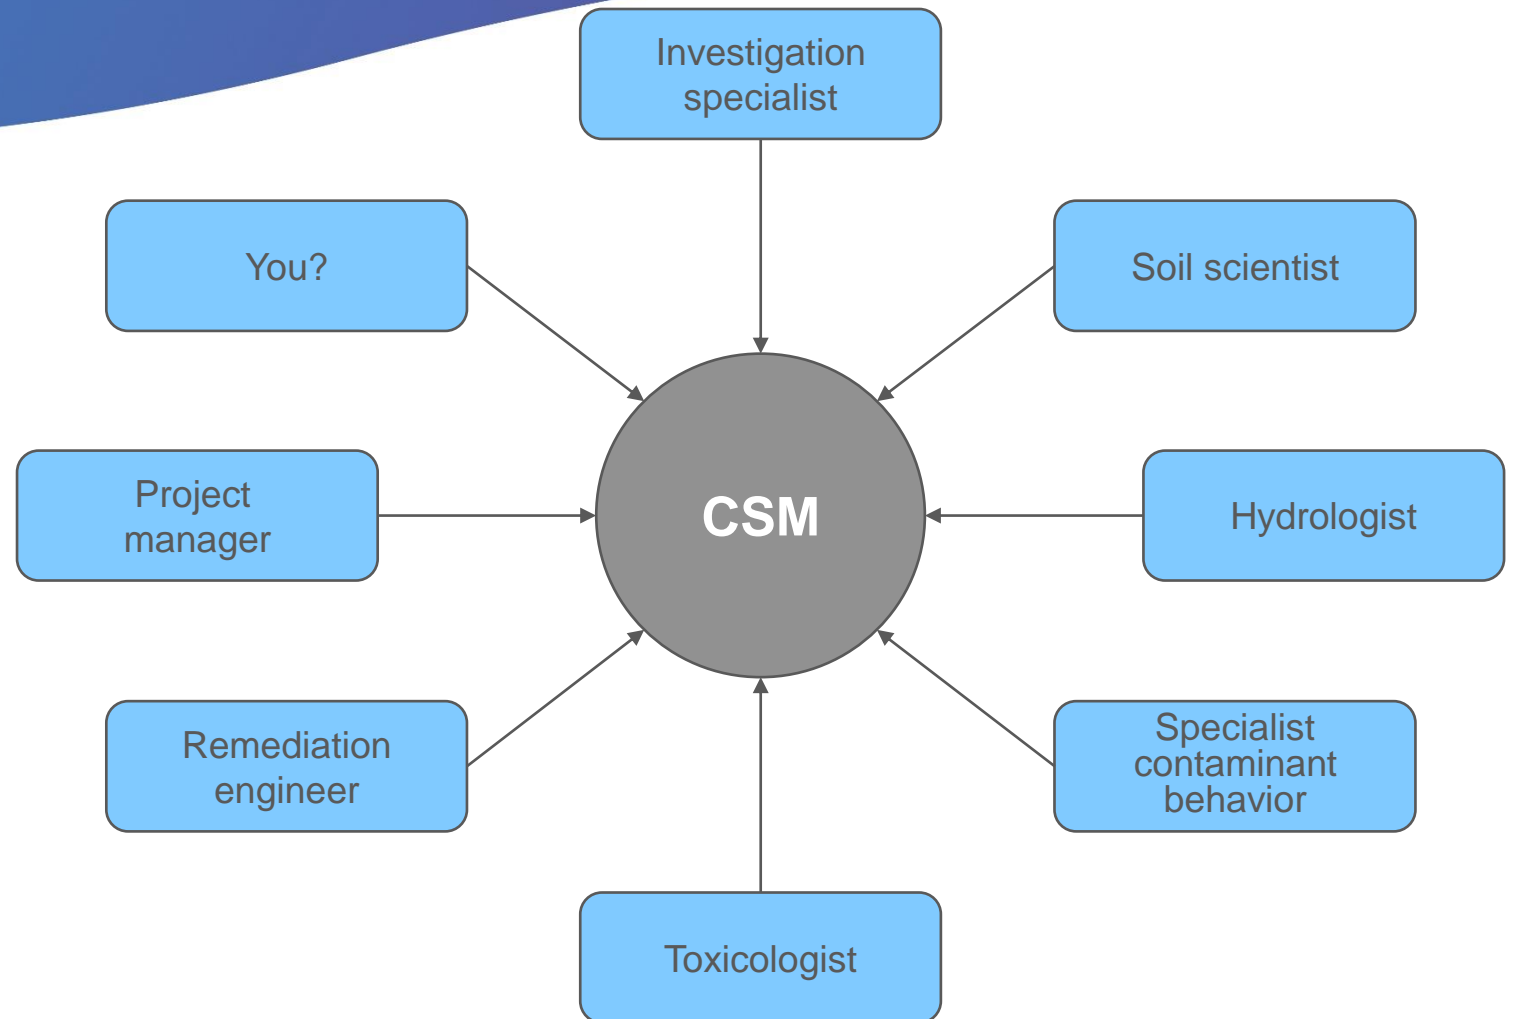 Investigation
specialist
You?
Soil scientist
Project
manager
CSM
Hydrologist
Remediation
engineer
Specialist
contaminant
behavior
Toxicologist